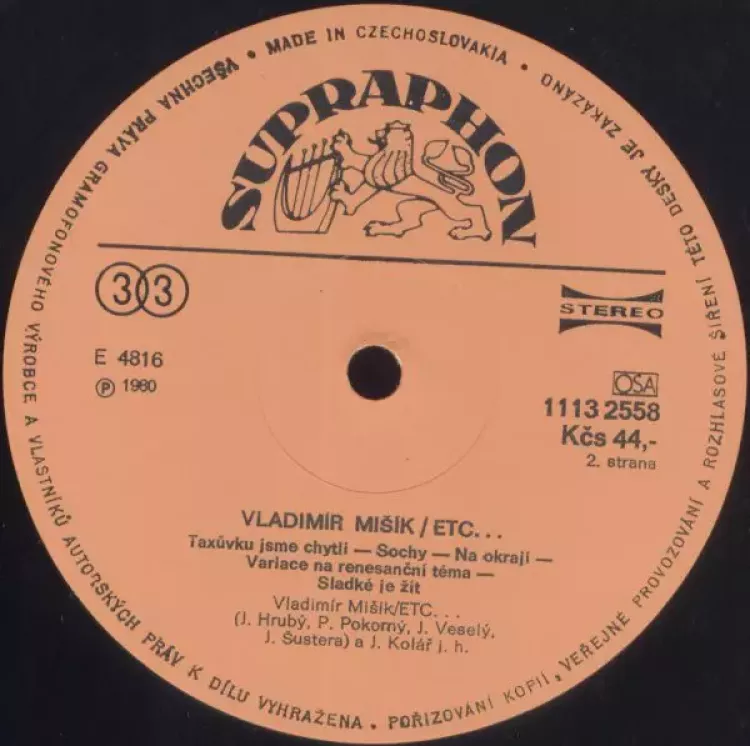 VŠECHNA PRÁVA GRAMOFONOVÉHO VÝROBCE A VLASTNÍKŮ AUTORSKÝCH PRÁV K DÍLU VYHRAŽENA • POŘIZOVÁNÍ KOPIÍ, VEŘEJNÉ PROVOZOVÁNÍ A ROZHLASOVÉ ŠÍŘENÍ TÉTO DESKY JE ZAKÁZÁNO • MADE IN CZECHOSLOVAKIA •
SUPRAPHON
33
STEREO
E 4816
Ⓟ 1980
OSA
1113 2558
Kčs 44,-
2. strana
VLADIMÍR MIŠÍK / ETC...
Taxůvku jsme chytli — Sochy — Na okraji —
Variace na renesanční téma —
Sladké je žít
Vladimír Mišík/ETC...
(J. Hrubý, P. Pokorný, J. Veselý,
J. Šustera) a J. Kolář j. h.